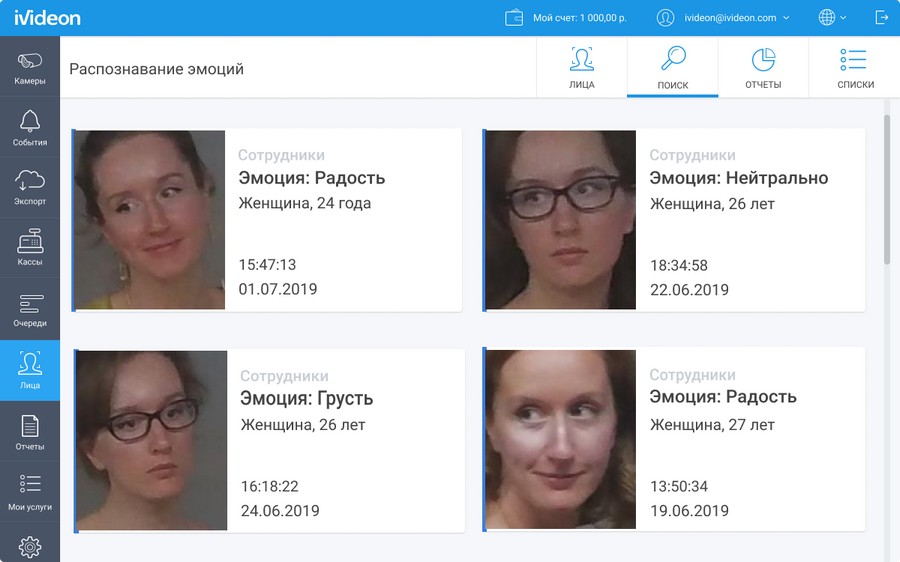 iVideon
Мой счет: 1 000,00 р.
ivideon@ivideon.com
Распознавание эмоций
ЛИЦА
ПОИСК
ОТЧЕТЫ
СПИСКИ
Камеры
События
Экспорт
Кассы
Очереди
Лица
Отчеты
Мои услуги
Сотрудники
Эмоция: Радость
Женщина, 24 года
15:47:13
01.07.2019
Сотрудники
Эмоция: Нейтрально
Женщина, 26 лет
18:34:58
22.06.2019
Сотрудники
Эмоция: Грусть
Женщина, 26 лет
16:18:22
24.06.2019
Сотрудники
Эмоция: Радость
Женщина, 27 лет
13:50:34
19.06.2019